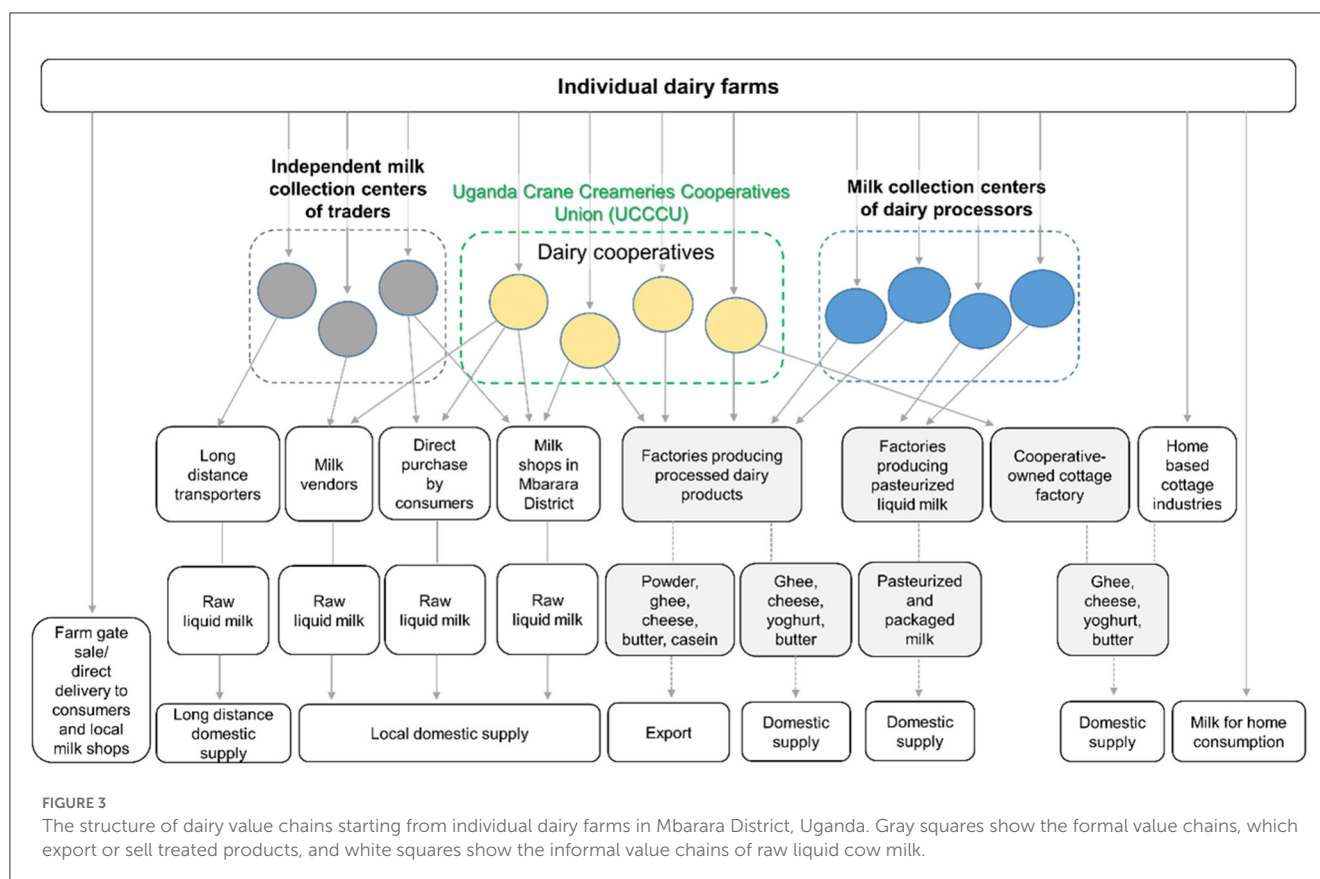 Individual dairy farms
Independent milk
collection centers
of traders
Uganda Crane Creameries Cooperatives
Union (UCCCU)
Dairy cooperatives
Milk collection centers
of dairy processors
Long
distance
transporters
Milk
vendors
Direct
purchase
by
consumers
Milk
shops in
Mbarara
District
Factories producing
processed dairy
products
Factories
producing
pasteurized
liquid milk
Cooperative-
owned cottage
factory
Home
based
cottage
industries
Raw
liquid milk
Raw
liquid milk
Raw
liquid milk
Raw
liquid milk
Powder,
ghee,
cheese,
butter, casein
Ghee,
cheese,
yoghurt,
butter
Pasteurized
and
packaged
milk
Ghee,
cheese,
yoghurt,
butter
Farm gate
sale/
direct
delivery to
consumers
and local
milk shops
Long distance
domestic
supply
Local domestic supply
Export
Domestic
supply
Domestic
supply
Domestic
supply
Milk for home
consumption
FIGURE 3
The structure of dairy value chains starting from individual dairy farms in Mbarara District, Uganda. Gray squares show the formal value chains, which
export or sell treated products, and white squares show the informal value chains of raw liquid cow milk.